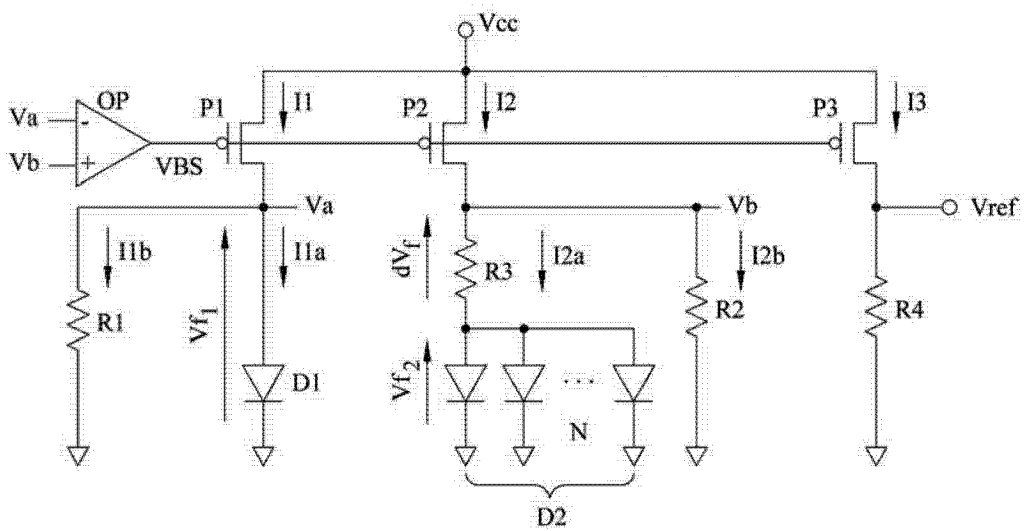 Vcc
OP
P1
I1
P2
I2
P3
I3
Va
-
Vb
+
VBS
Va
Vb
Vref
I1b
I1a
dVf
R3
I2a
I2b
R1
Vf1
R2
R4
D1
Vf2
...
N
D2